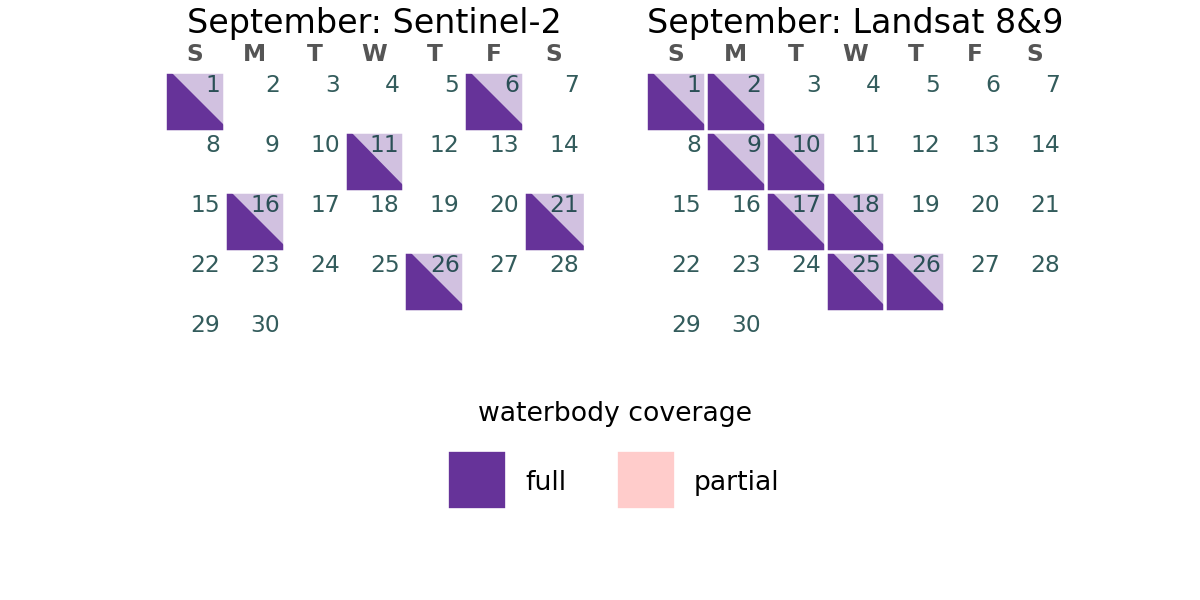 September: Sentinel-2
S M T W T F S
1 2 3 4 5 6 7
8 9 10 11 12 13 14
15 16 17 18 19 20 21
22 23 24 25 26 27 28
29 30
September: Landsat 8&9
S M T W T F S
1 2 3 4 5 6 7
8 9 10 11 12 13 14
15 16 17 18 19 20 21
22 23 24 25 26 27 28
29 30
waterbody coverage
full partial